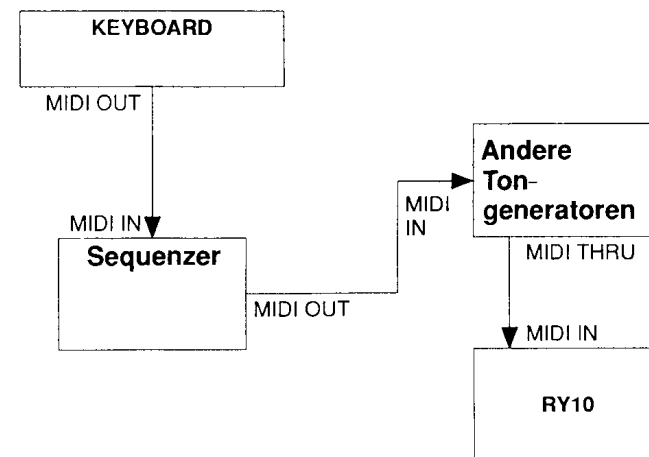 KEYBOARD
MIDI OUT
MIDI IN
Sequenzer
MIDI OUT
MIDI
IN
Andere
Ton-
generatoren
MIDI THRU
MIDI IN
RY10